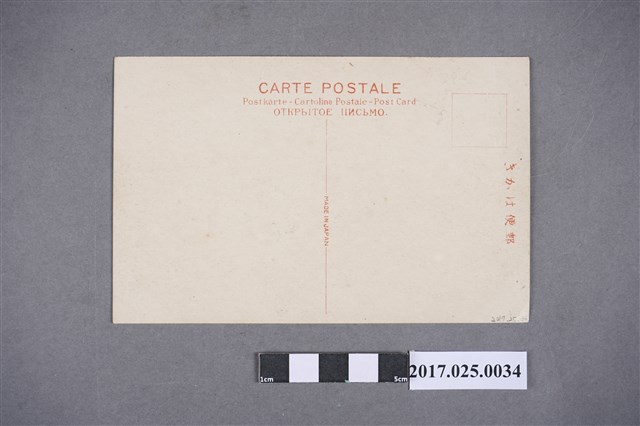 CARTE POSTALE
Postkarte - Cartolina Postale - Post Card
ОТКРЫТОЕ ПИСЬМО.
MADE IN JAPAN
きかは便郵
1cm
5cm
2017.025.0034